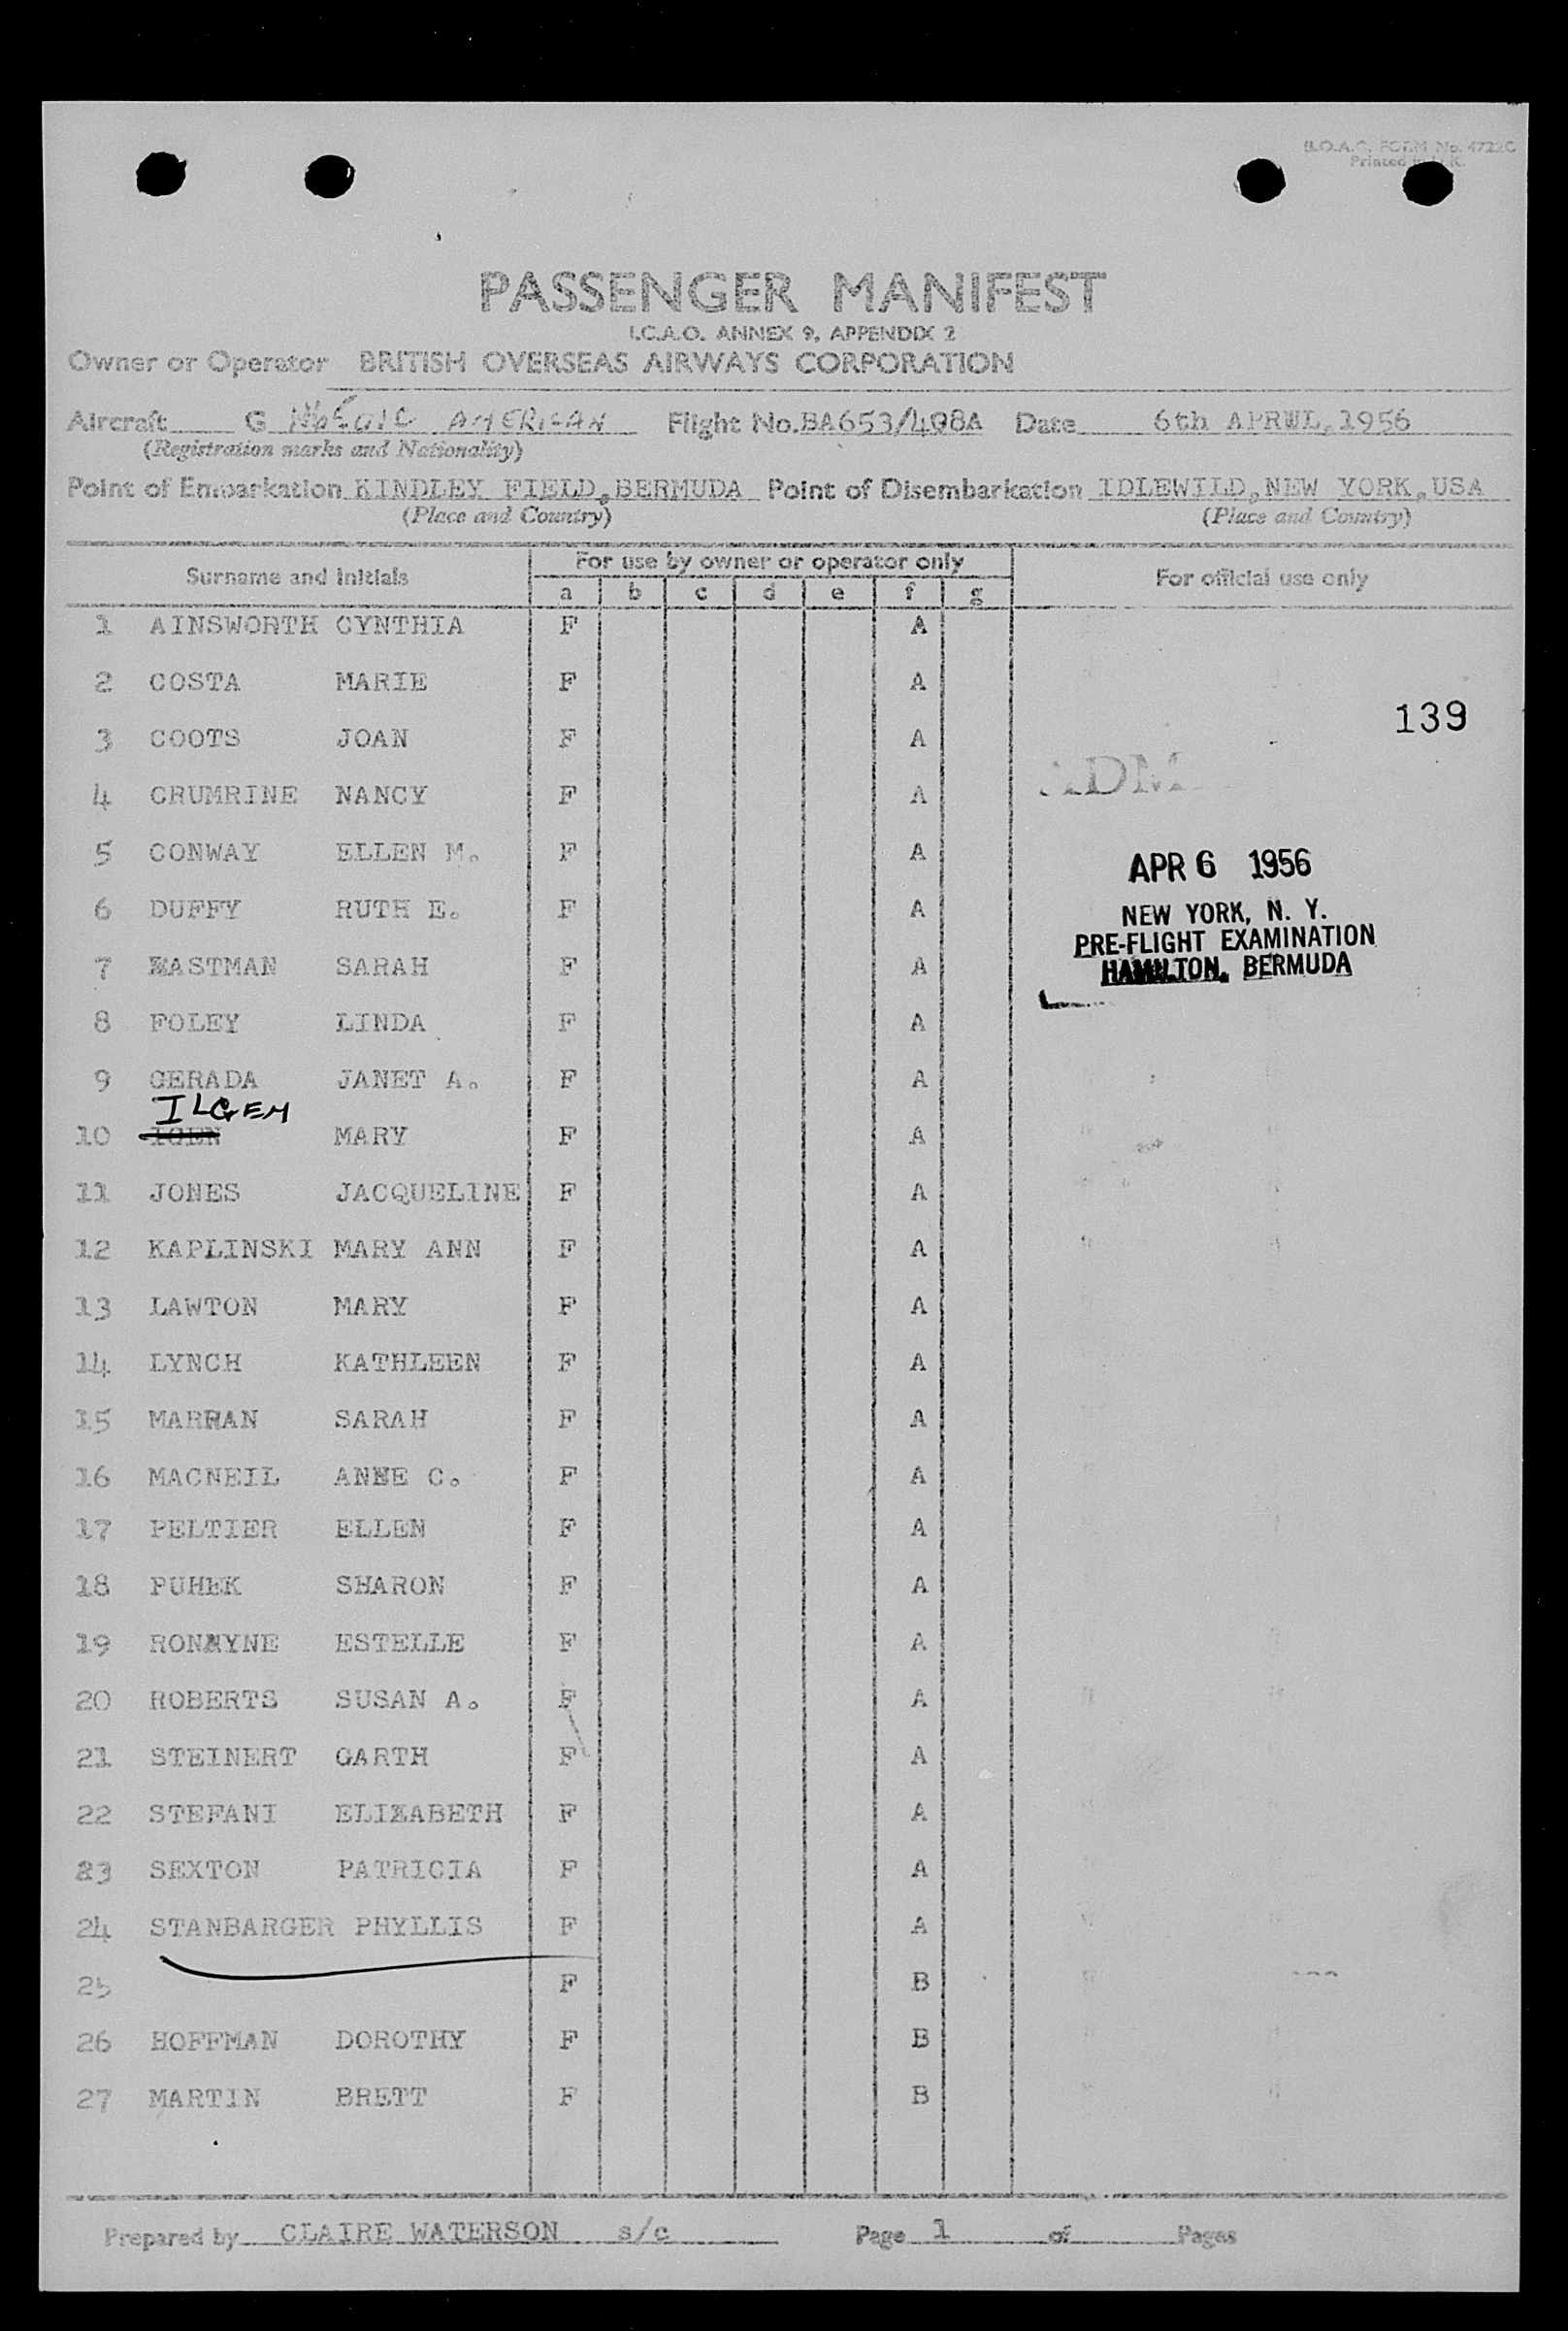 B.O.A.C. FORM No. 4722C
Printed in U.K.
PASSENGER MANIFEST
I.C.A.O. ANNEX 9, APPENDIX 2
Owner or Operator BRITISH OVERSEAS AIRWAYS CORPORATION
Aircraft G AMERICAN Flight No. BA653/498A Date 6th APRWL, 1956
(Registration marks and Nationality)
Point of Embarkation KINDLEY FIELD, BERMUDA Point of Disembarkation IDLEWILD, NEW YORK, USA
(Place and Country) (Place and Country)
For use by owner or operator only
Surname and Initials For official use only
a b c d e f g
1 AINSWORTH CYNTHIA F A
2 COSTA MARIE F A
139
3 COOTS JOAN F A
ADM
4 CRUMRINE NANCY F A
5 CONWAY ELLEN M. F A
APR 6 1956
6 DUFFY RUTH E. F A
NEW YORK, N. Y.
PRE-FLIGHT EXAMINATION
HAMILTON, BERMUDA
7 EASTMAN SARAH F A
8 FOLEY LINDA F A
9 GERADA JANET A. F A
ILGEN
10 IGEN MARY F A
11 JONES JACQUELINE F A
12 KAPLINSKI MARY ANN F A
13 LAWTON MARY F A
14 LYNCH KATHLEEN F A
15 MARRAN SARAH F A
16 MACNEIL ANNE C. F A
17 PELTIER ELLEN F A
18 PUHEK SHARON F A
19 RONAYNE ESTELLE F A
20 ROBERTS SUSAN A. F A
21 STEINERT GARTH F A
22 STEFANI ELIZABETH F A
23 SEXTON PATRICIA F A
24 STANBARGER PHYLLIS F A
25 F B
26 HOFFMAN DOROTHY F B
27 MARTIN BRETT F B
Prepared by CLAIRE WATERSON s/c Page 1 of Pages